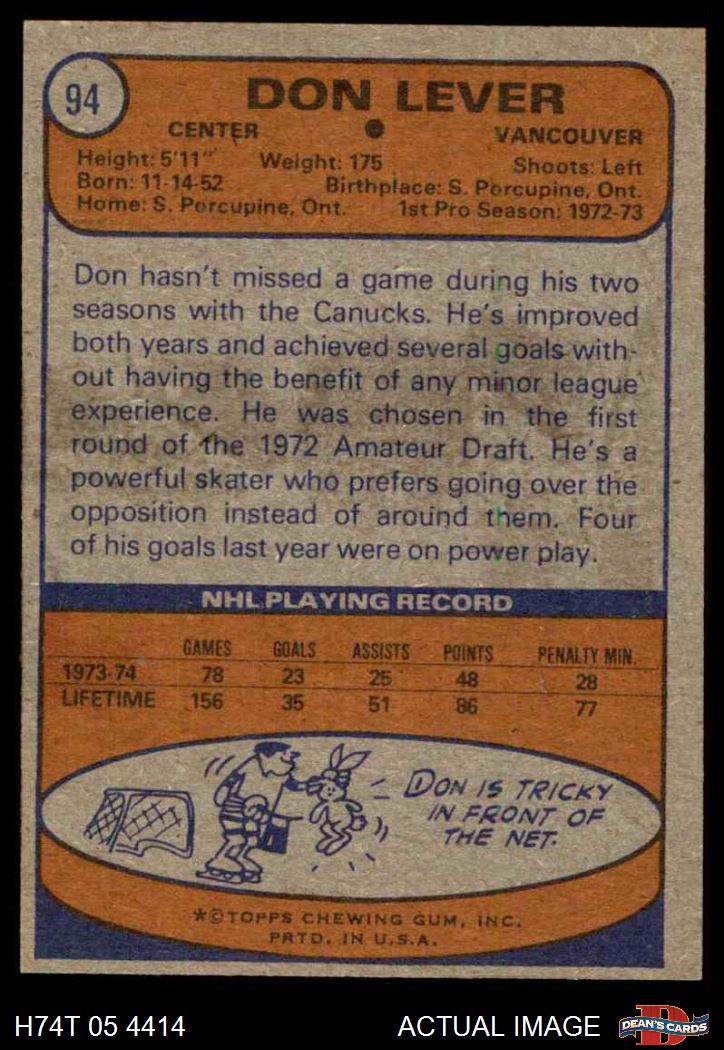 94
DON LEVER
CENTER
VANCOUVER
Height: 5'11" Weight: 175 Shoots: Left
Born: 11-14-52 Birthplace: S. Porcupine, Ont.
Home: S. Porcupine, Ont. 1st Pro Season: 1972-73
Don hasn't missed a game during his two
seasons with the Canucks. He's improved
both years and achieved several goals with-
out having the benefit of any minor league
experience. He was chosen in the first
round of the 1972 Amateur Draft. He's a
powerful skater who prefers going over the
opposition instead of around them. Four
of his goals last year were on power play.
NHL PLAYING RECORD
GAMES GOALS ASSISTS POINTS PENALTY MIN.
1973-74 78 23 25 48 28
LIFETIME 156 35 51 86 77
DON IS TRICKY
IN FRONT OF
THE NET.
*©TOPPS CHEWING GUM, INC.
PRTD. IN U.S.A.
H74T 05 4414 ACTUAL IMAGE
D
DEAN'S CARDS